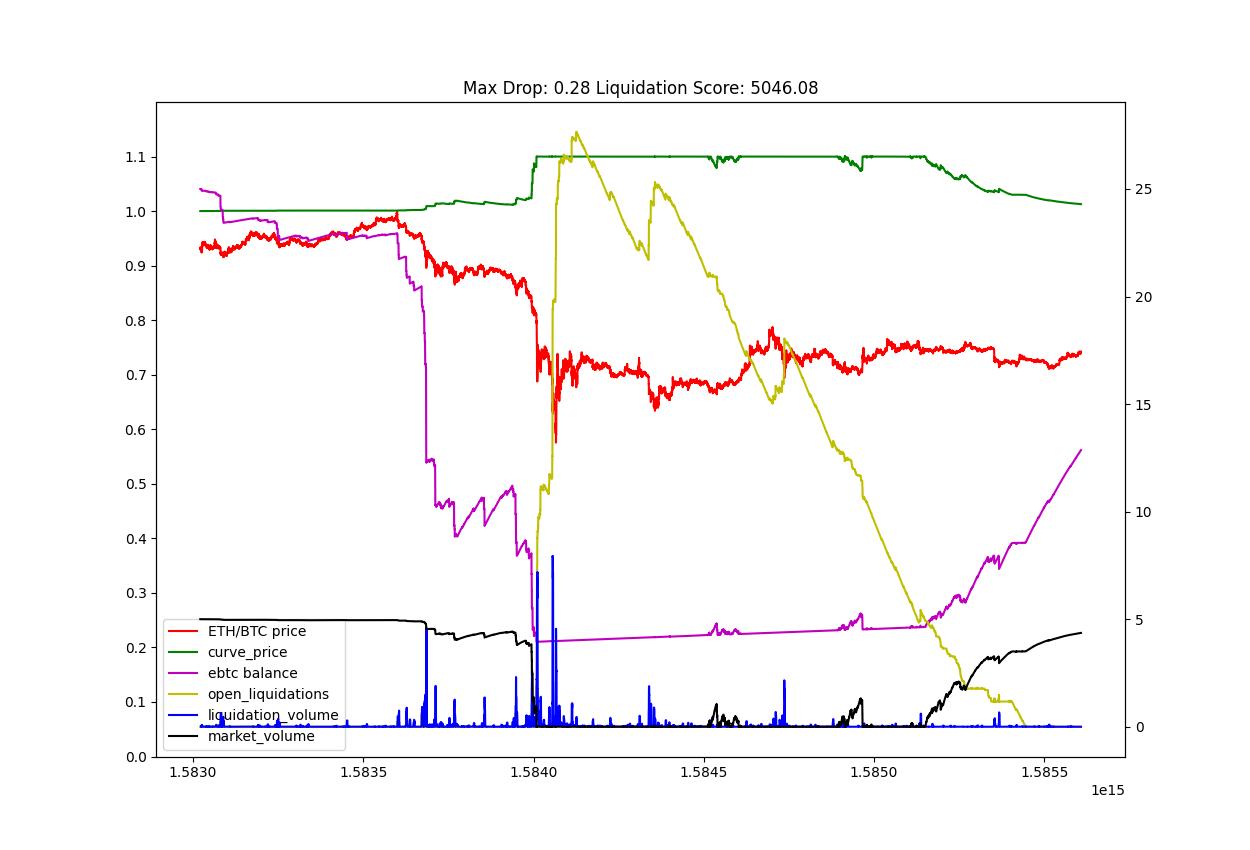 Max Drop: 0.28 Liquidation Score: 5046.08
1.1
1.0
0.9
0.8
0.7
0.6
0.5
0.4
0.3
0.2
0.1
0.0
25
20
15
10
5
0
ETH/BTC price
curve_price
ebtc balance
open_liquidations
liquidation_volume
market_volume
1.5830 1.5835 1.5840 1.5845 1.5850 1.5855
1e15